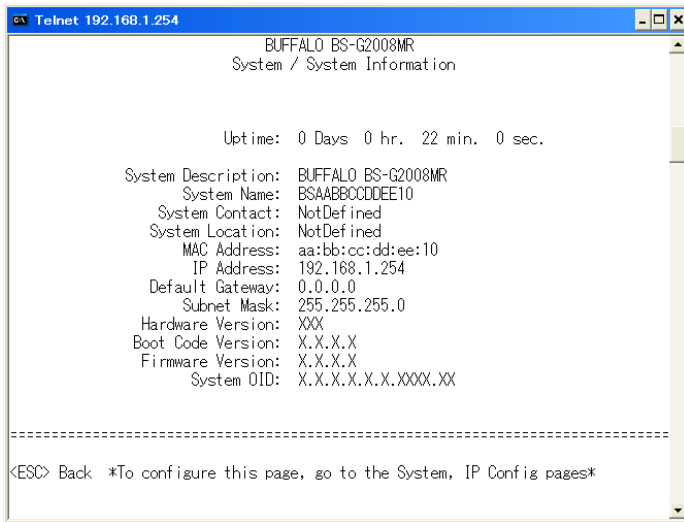 Telnet 192.168.1.254
BUFFALO BS-G2008MR
System / System Information
Uptime: 0 Days 0 hr. 22 min. 0 sec.
System Description: BUFFALO BS-G2008MR
System Name: BSAABBCCDDEE10
System Contact: NotDefined
System Location: NotDefined
MAC Address: aa:bb:cc:dd:ee:10
IP Address: 192.168.1.254
Default Gateway: 0.0.0.0
Subnet Mask: 255.255.255.0
Hardware Version: XXX
Boot Code Version: X.X.X.X
Firmware Version: X.X.X.X
System OID: X.X.X.X.X.X.XXXX.XX
================================================================================
<ESC> Back *To configure this page, go to the System, IP Config pages*